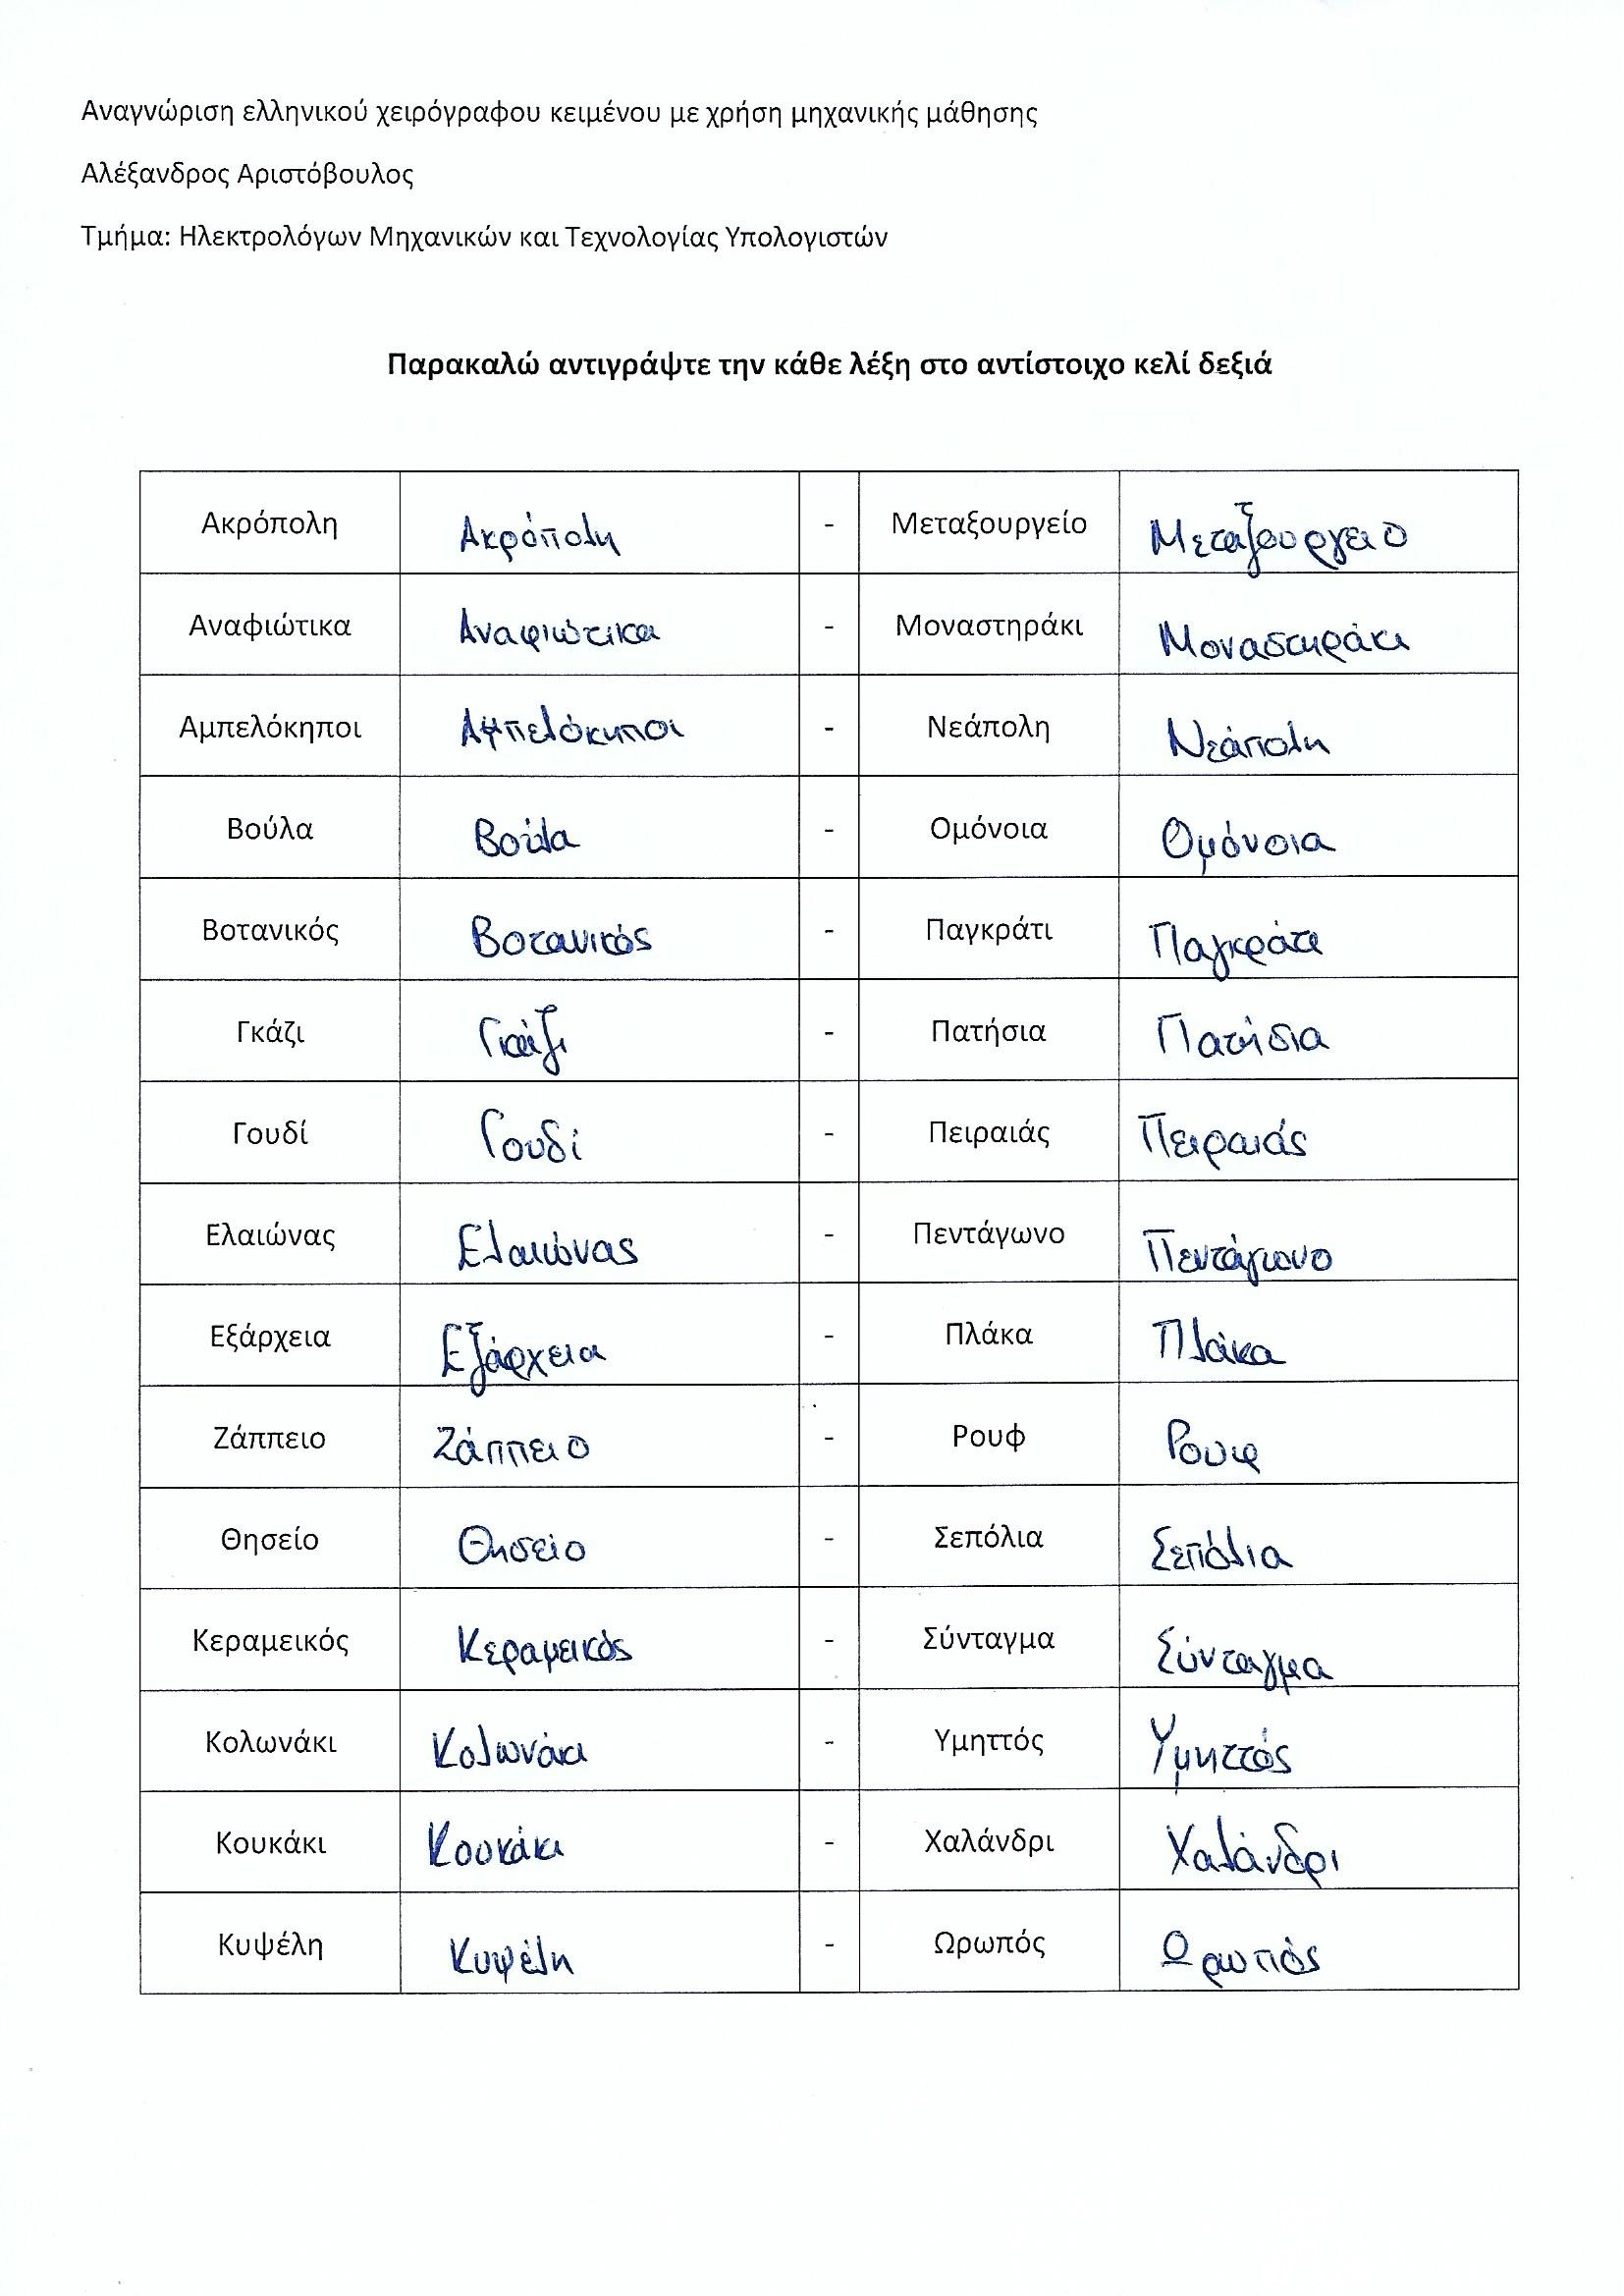 Αναγνώριση ελληνικού χειρόγραφου κειμένου με χρήση μηχανικής μάθησης
Αλέξανδρος Αριστόβουλος
Τμήμα: Ηλεκτρολόγων Μηχανικών και Τεχνολογίας Υπολογιστών
Παρακαλώ αντιγράψτε την κάθε λέξη στο αντίστοιχο κελί δεξιά
Ακρόπολη Ακρόπολη - Μεταξουργείο Μεταξουργειο
Αναφιώτικα Αναφιώτικα - Μοναστηράκι Μοναστηράκι
Αμπελόκηποι Αμπελόκηποι - Νεάπολη Νεάπολη
Βούλα Βούλα - Ομόνοια Ομόνοια
Βοτανικός Βοτανικός - Παγκράτι Παγκράτι
Γκάζι Γκάζι - Πατήσια Πατήσια
Γουδί Γουδί - Πειραιάς Πειραιάς
Ελαιώνας Ελαιώνας - Πεντάγωνο Πεντάγωνο
Εξάρχεια Εξάρχεια - Πλάκα Πλάκα
Ζάππειο Ζάππειο - Ρουφ Ρουφ
Θησείο Θησείο - Σεπόλια Σεπόλια
Κεραμεικός Κεραμεικός - Σύνταγμα Σύνταγμα
Κολωνάκι Κολωνάκι - Υμηττός Υμηττός
Κουκάκι Κουκάκι - Χαλάνδρι Χαλάνδρι
Κυψέλη Κυψέλη - Ωρωπός Ωρωπός